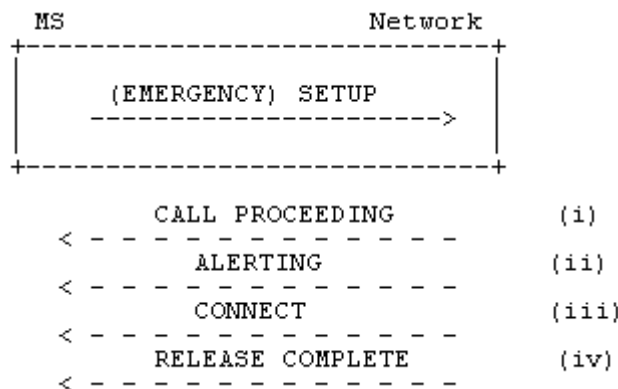 MS Network
(EMERGENCY) SETUP
CALL PROCEEDING (i)
ALERTING (ii)
CONNECT (iii)
RELEASE COMPLETE (iv)